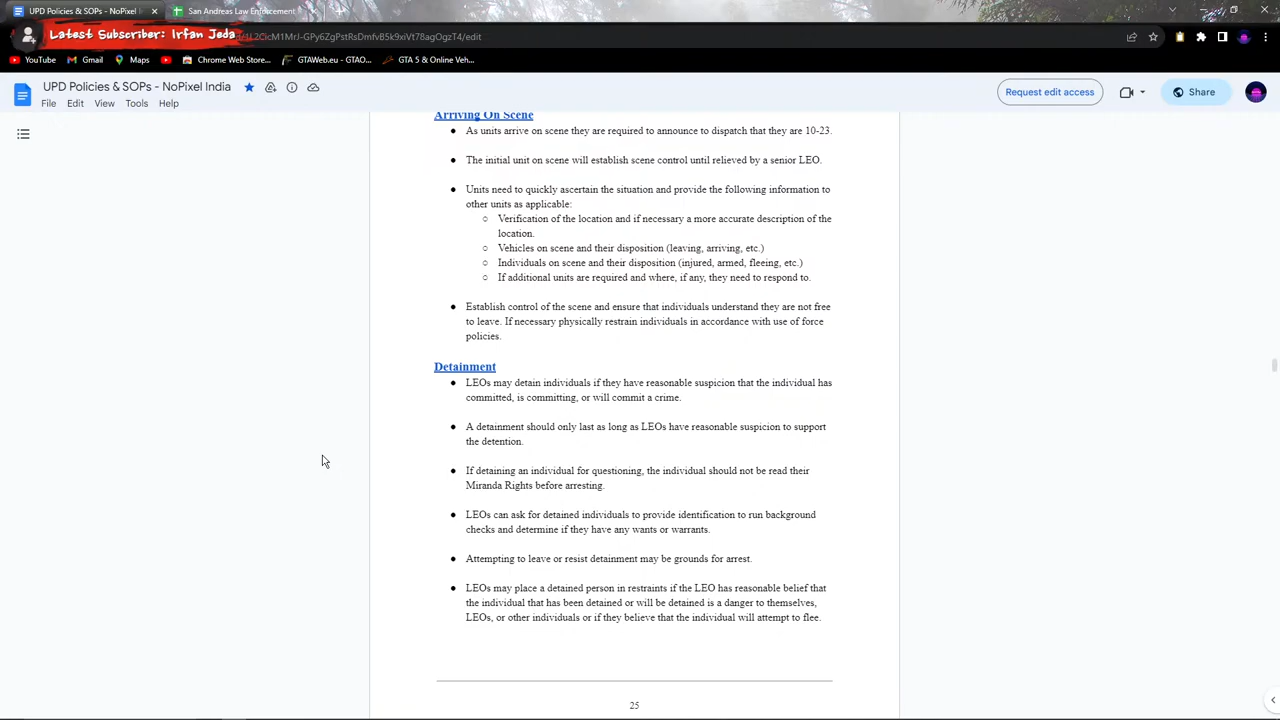 UPD Policies & SOPs - NoPixel I
San Andreas Law Enforcement
Latest Subscriber: Irfan Jeda
GPy6ZgPstRsDmfvB5k9xiVt78agOgzT4/edit
YouTube Gmail Maps Chrome Web Store... GTAWeb.eu - GTAO... GTA 5 & Online Veh...
UPD Policies & SOPs - NoPixel India
File Edit View Tools Help
Request edit access
Share
Arriving On Scene
● As units arrive on scene they are required to announce to dispatch that they are 10-23.
● The initial unit on scene will establish scene control until relieved by a senior LEO.
● Units need to quickly ascertain the situation and provide the following information to
other units as applicable:
○ Verification of the location and if necessary a more accurate description of the
location.
○ Vehicles on scene and their disposition (leaving, arriving, etc.)
○ Individuals on scene and their disposition (injured, armed, fleeing, etc.)
○ If additional units are required and where, if any, they need to respond to.
● Establish control of the scene and ensure that individuals understand they are not free
to leave. If necessary physically restrain individuals in accordance with use of force
policies.
Detainment
● LEOs may detain individuals if they have reasonable suspicion that the individual has
committed, is committing, or will commit a crime.
● A detainment should only last as long as LEOs have reasonable suspicion to support
the detention.
● If detaining an individual for questioning, the individual should not be read their
Miranda Rights before arresting.
● LEOs can ask for detained individuals to provide identification to run background
checks and determine if they have any wants or warrants.
● Attempting to leave or resist detainment may be grounds for arrest.
● LEOs may place a detained person in restraints if the LEO has reasonable belief that
the individual that has been detained or will be detained is a danger to themselves,
LEOs, or other individuals or if they believe that the individual will attempt to flee.
25